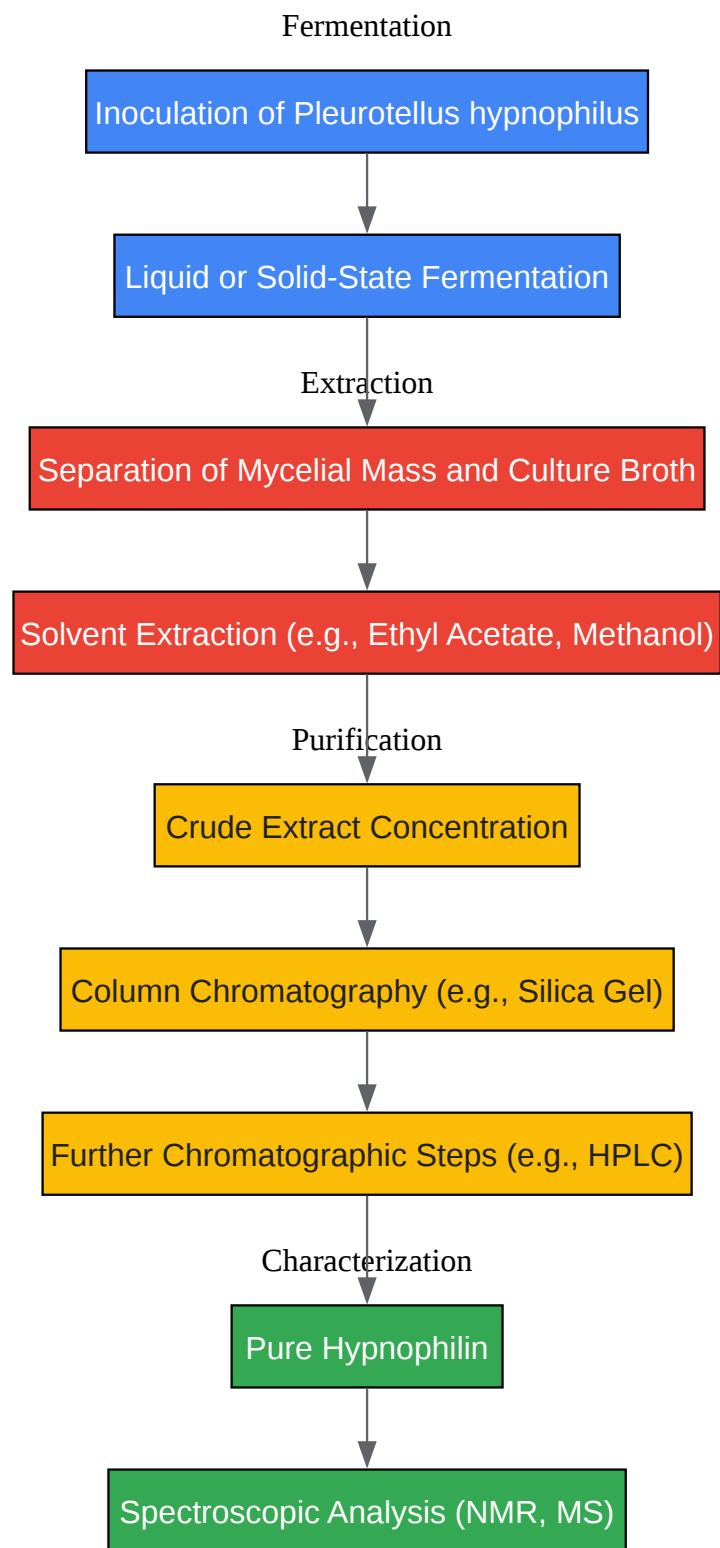 Fermentation
Inoculation of Pleurotellus hypnophilus
Liquid or Solid-State Fermentation
Extraction
Separation of Mycelial Mass and Culture Broth
Solvent Extraction (e.g., Ethyl Acetate, Methanol)
Purification
Crude Extract Concentration
Column Chromatography (e.g., Silica Gel)
Further Chromatographic Steps (e.g., HPLC)
Characterization
Pure Hypnophilin
Spectroscopic Analysis (NMR, MS)